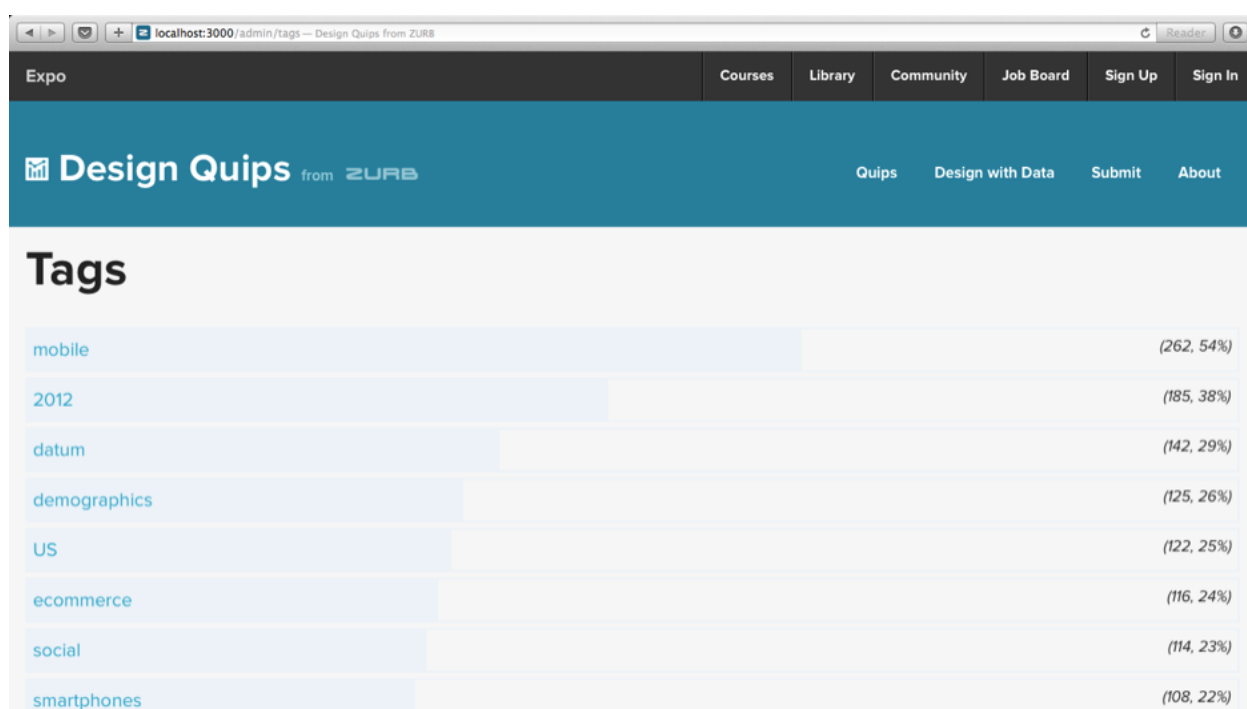 localhost:3000/admin/tags — Design Quips from ZURB
Reader
Expo
Courses Library Community Job Board Sign Up Sign In
Design Quips from ZURB
Quips Design with Data Submit About
Tags
mobile (262, 54%)
2012 (185, 38%)
datum (142, 29%)
demographics (125, 26%)
US (122, 25%)
ecommerce (116, 24%)
social (114, 23%)
smartphones (108, 22%)